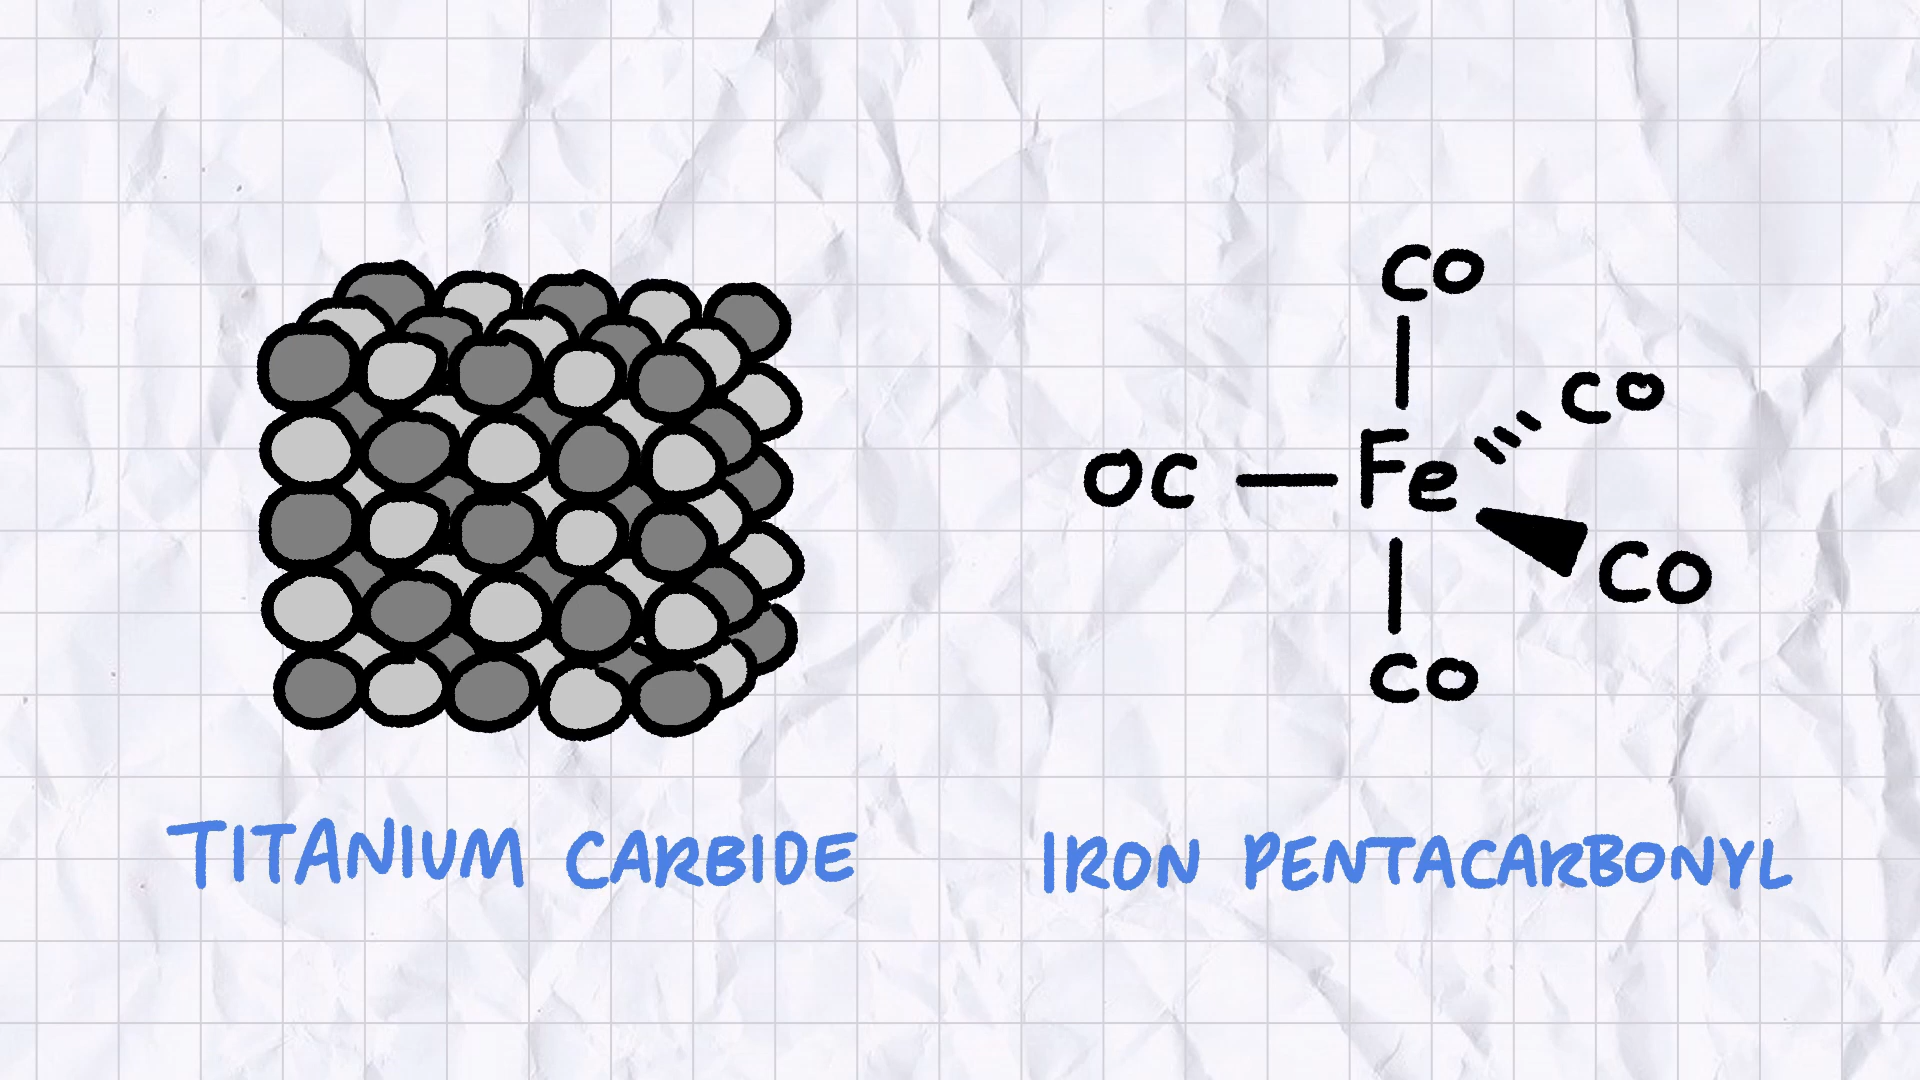 CO
CO
OC — Fe
CO
CO
TITANIUM CARBIDE
IRON PENTACARBONYL